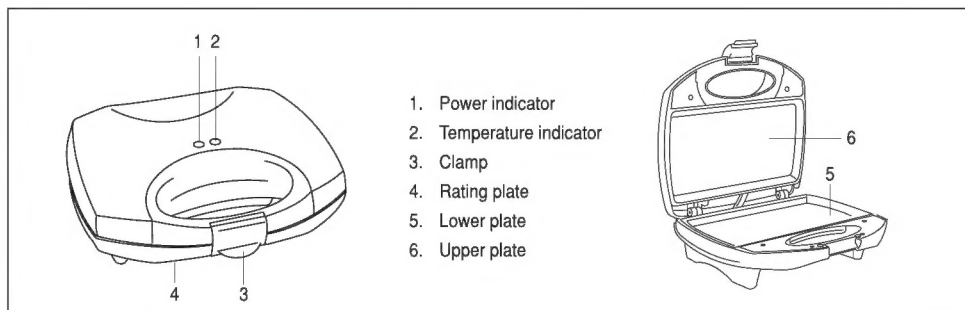 1 2
1. Power indicator
2. Temperature indicator
3. Clamp
4. Rating plate
5. Lower plate
6. Upper plate
6
5
4 3